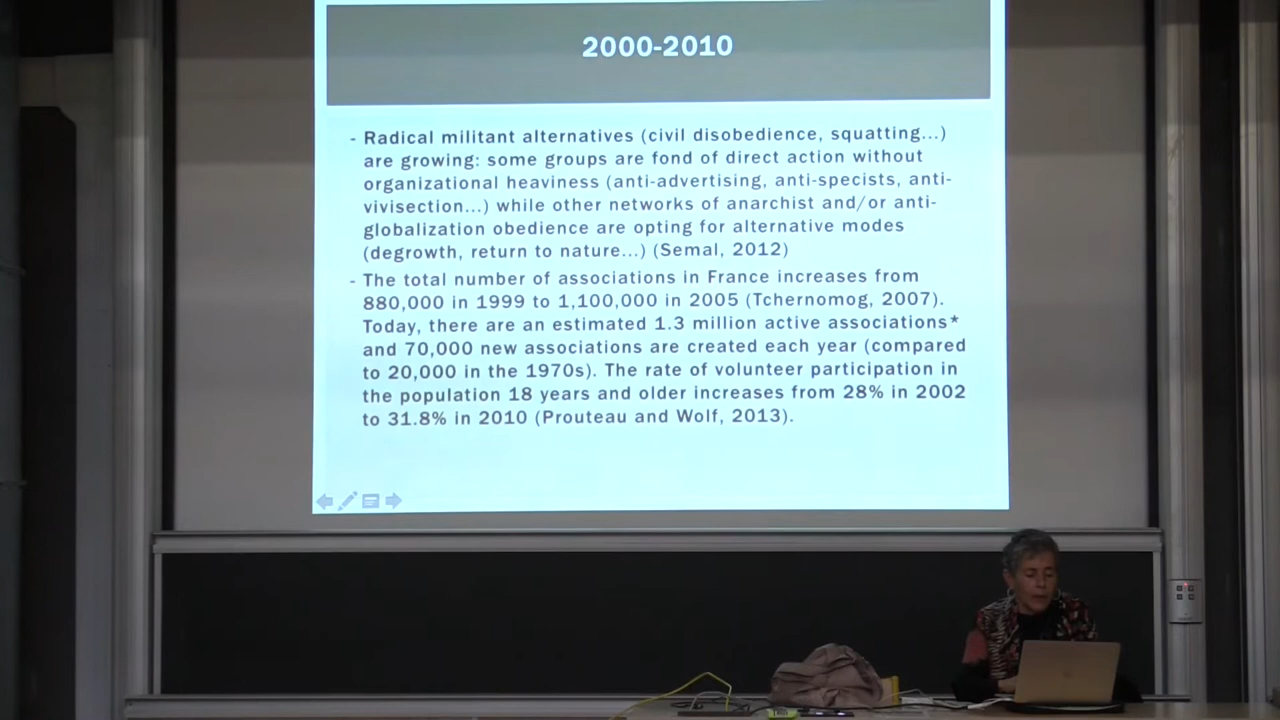 2000-2010
- Radical militant alternatives (civil disobedience, squatting...)
are growing: some groups are fond of direct action without
organizational heaviness (anti-advertising, anti-specists, anti-
vivisection...) while other networks of anarchist and/or anti-
globalization obedience are opting for alternative modes
(degrowth, return to nature...) (Semal, 2012)
- The total number of associations in France increases from
880,000 in 1999 to 1,100,000 in 2005 (Tchernomog, 2007).
Today, there are an estimated 1.3 million active associations*
and 70,000 new associations are created each year (compared
to 20,000 in the 1970s). The rate of volunteer participation in
the population 18 years and older increases from 28% in 2002
to 31.8% in 2010 (Prouteau and Wolf, 2013).